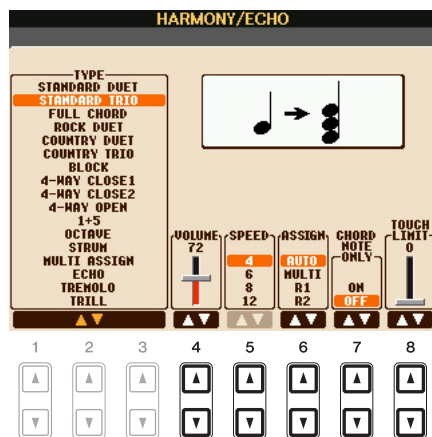 HARMONY/ECHO
TYPE
STANDARD DUET
STANDARD TRIO
FULL CHORD
ROCK DUET
COUNTRY DUET
COUNTRY TRIO
BLOCK
4-WAY CLOSE1
4-WAY CLOSE2
4-WAY OPEN
1+5
OCTAVE
STRUM
MULTI ASSIGN
ECHO
TREMOLO
TRILL
VOLUME
72
SPEED
4
6
8
12
ASSIGN
AUTO
MULTI
R1
R2
CHORD
NOTE
ONLY
ON
OFF
TOUCH
LIMIT
0
1 2 3 4 5 6 7 8